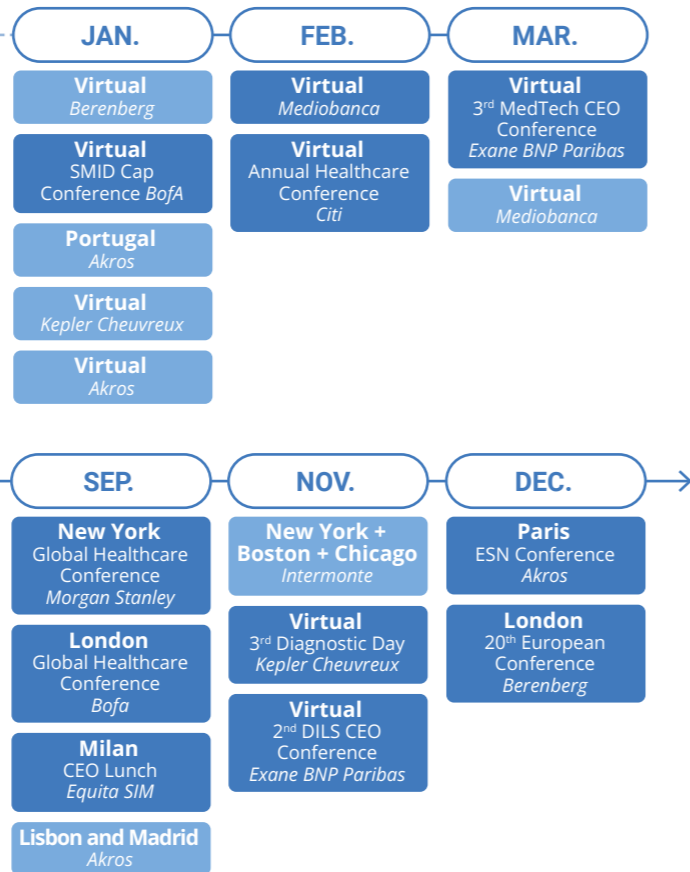 JAN.
Virtual
Berenberg
Virtual
SMID Cap
Conference BofA
Portugal
Akros
Virtual
Kepler Cheuvreux
Virtual
Akros
FEB.
Virtual
Mediobanca
Virtual
Annual Healthcare
Conference
Citi
MAR.
Virtual
3rd MedTech CEO
Conference
Exane BNP Paribas
Virtual
Mediobanca
SEP.
New York
Global Healthcare
Conference
Morgan Stanley
London
Global Healthcare
Conference
Bofa
Milan
CEO Lunch
Equita SIM
Lisbon and Madrid
Akros
NOV.
New York +
Boston + Chicago
Intermonte
Virtual
3rd Diagnostic Day
Kepler Cheuvreux
Virtual
2nd DILS CEO
Conference
Exane BNP Paribas
DEC.
Paris
ESN Conference
Akros
London
20th European
Conference
Berenberg